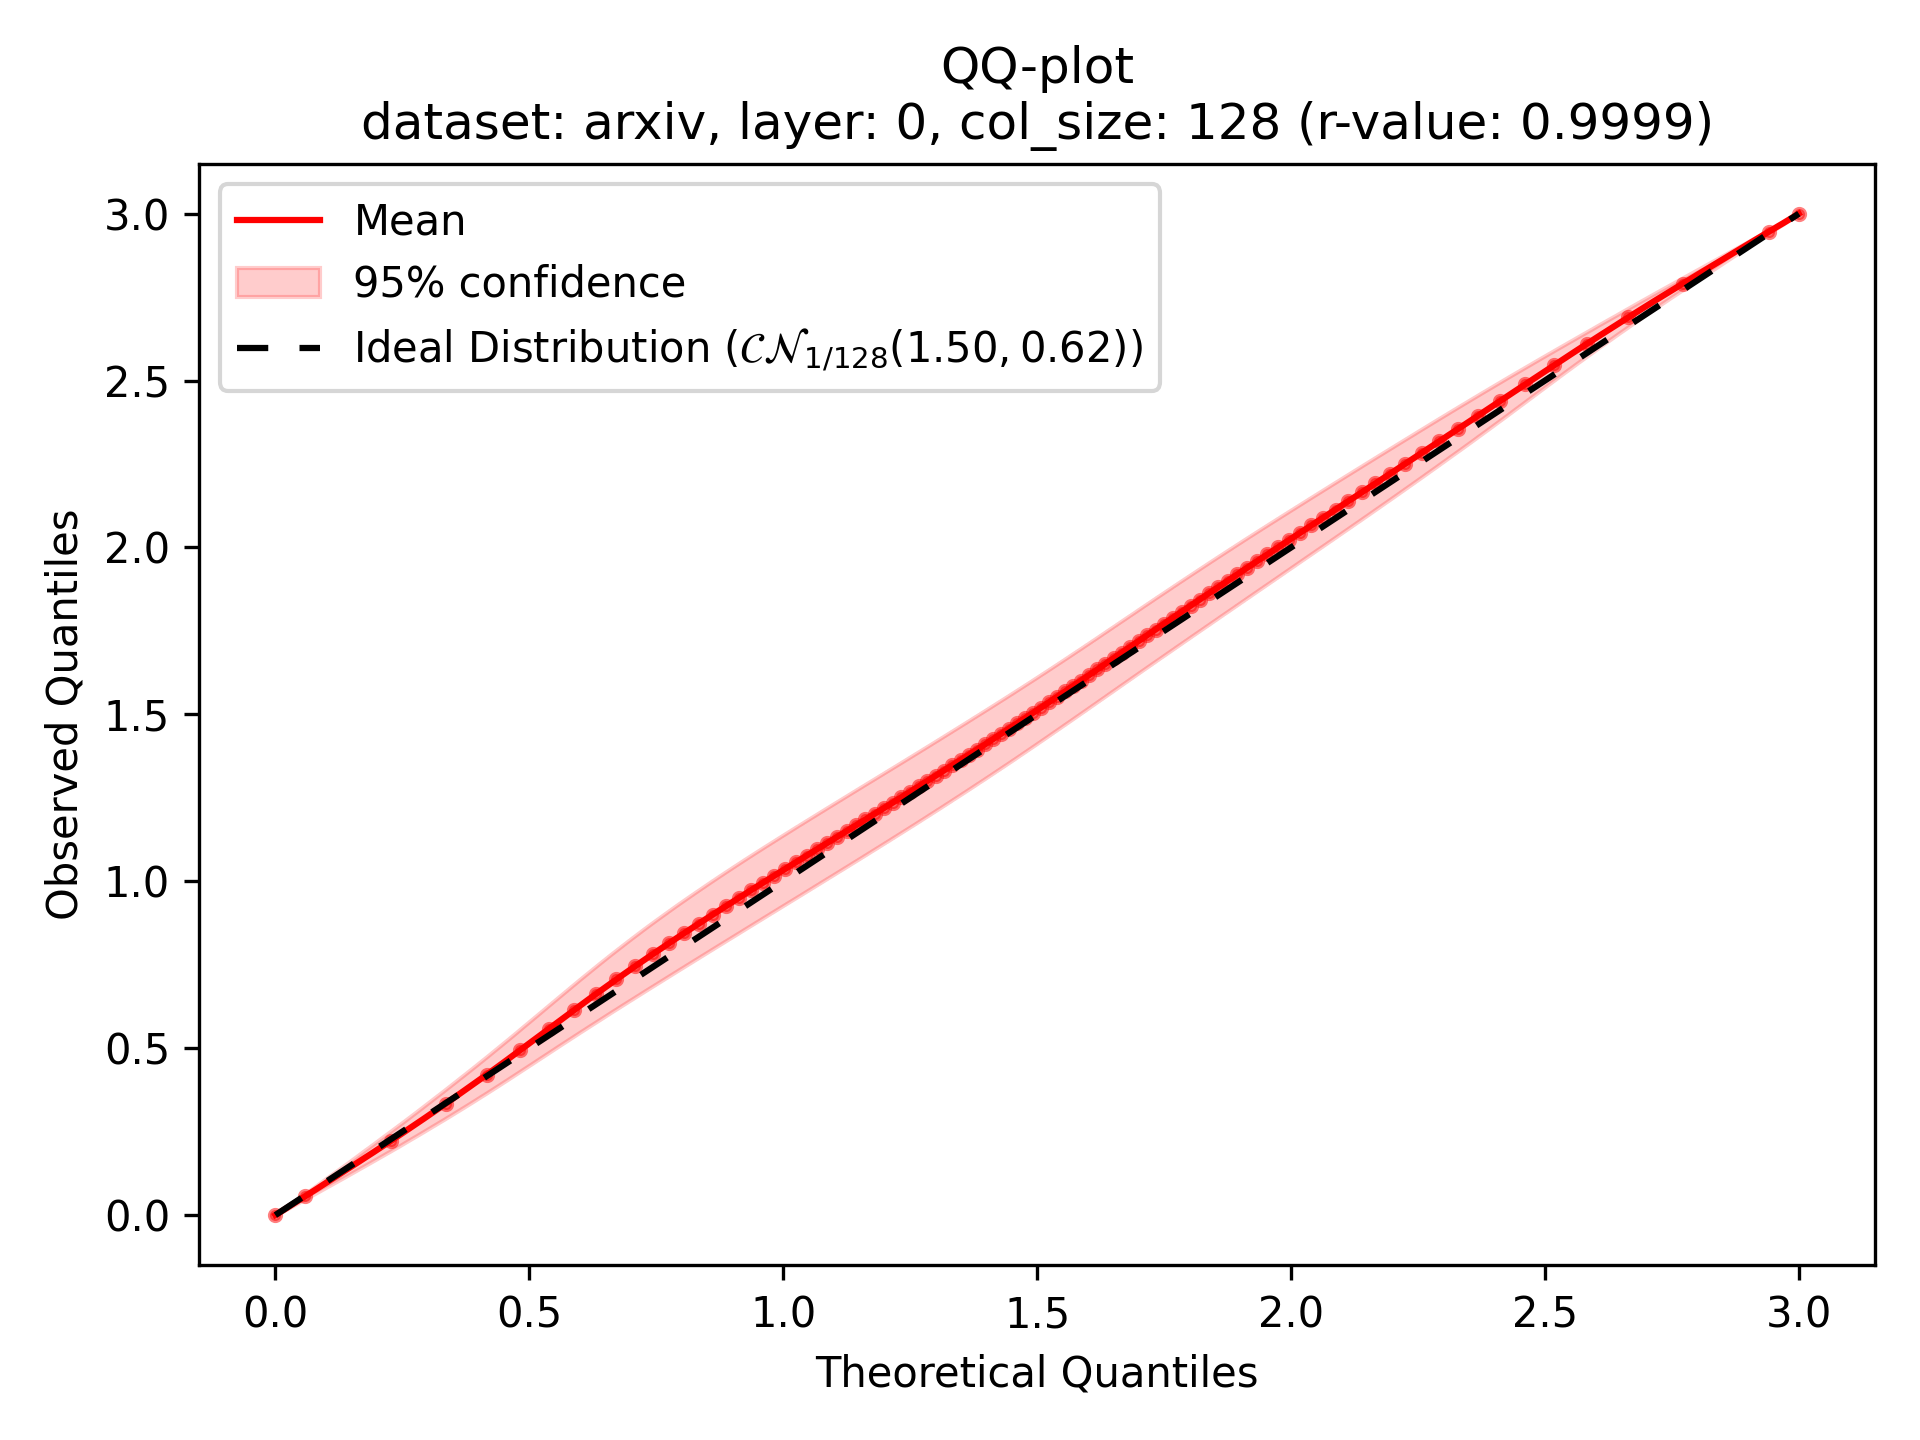 QQ-plot
dataset: arxiv, layer: 0, col_size: 128 (r-value: 0.9999)
Mean
95% confidence
Ideal Distribution (𝒞𝒩₁/₁₂₈(1.50, 0.62))
3.0
2.5
2.0
1.5
1.0
0.5
0.0
Observed Quantiles
0.0 0.5 1.0 1.5 2.0 2.5 3.0
Theoretical Quantiles